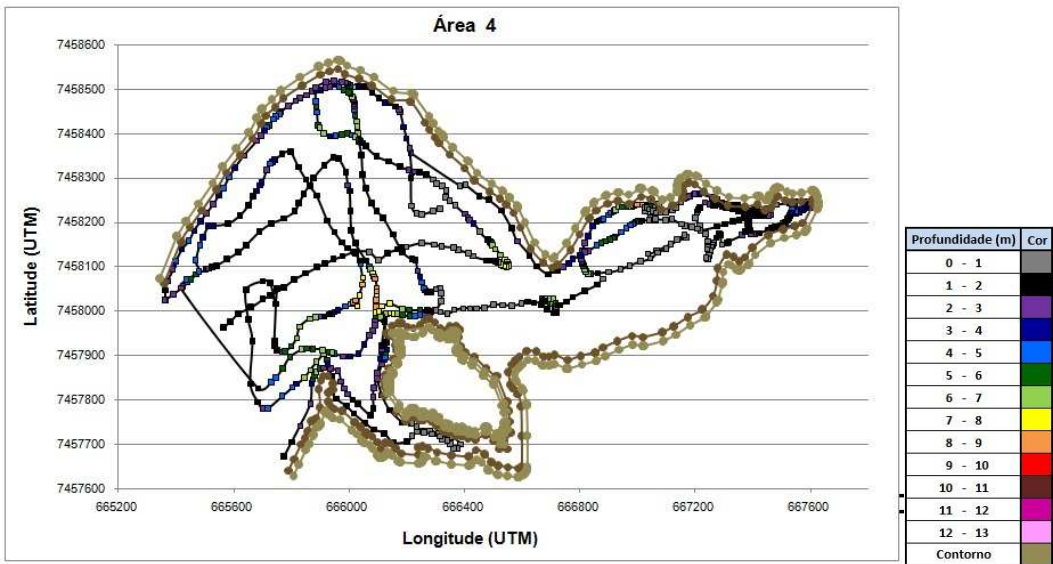 Área 4
Latitude (UTM)
7458600
7458500
7458400
7458300
7458200
7458100
7458000
7457900
7457800
7457700
7457600
665200
665600
666000
666400
666800
667200
667600
Longitude (UTM)
Profundidade (m) Cor
0 - 1
1 - 2
2 - 3
3 - 4
4 - 5
5 - 6
6 - 7
7 - 8
8 - 9
9 - 10
10 - 11
11 - 12
12 - 13
Contorno